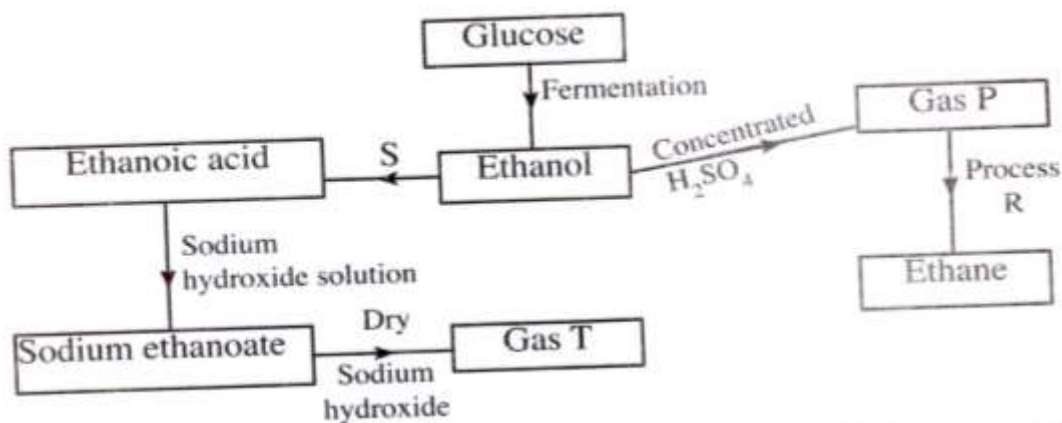 Glucose
Fermentation
Gas P
Concentrated
H₂SO₄
Ethanoic acid
S
Ethanol
Process
R
Sodium
hydroxide solution
Ethane
Sodium ethanoate
Dry
Sodium
hydroxide
Gas T